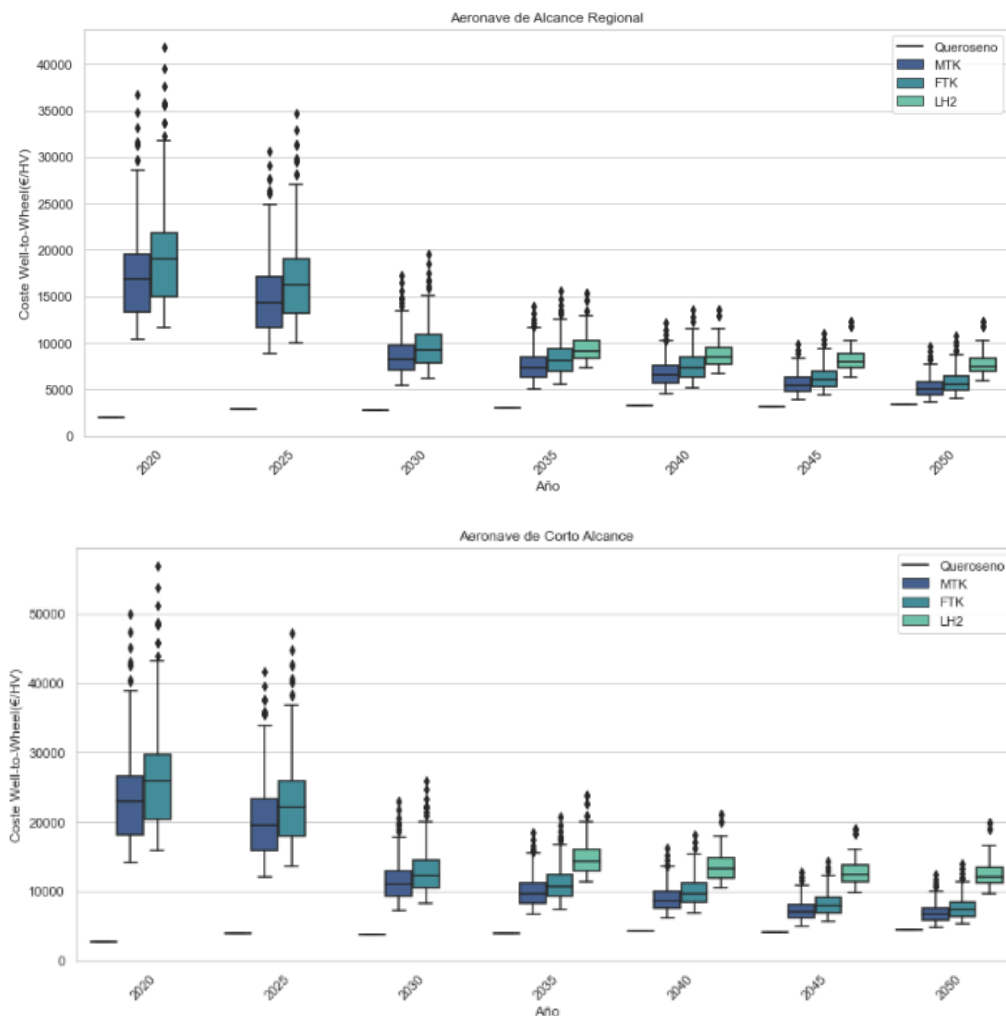 Aeronave de Alcance Regional
Queroseno
MTK
FTK
LH2
40000
35000
30000
25000
20000
15000
10000
5000
0
Coste Well-to-Wheel(€/HV)
2020
2025
2030
2035
2040
2045
2050
Año
Aeronave de Corto Alcance
Queroseno
MTK
FTK
LH2
50000
40000
30000
20000
10000
0
Coste Well-to-Wheel(€/HV)
2020
2025
2030
2035
2040
2045
2050
Año